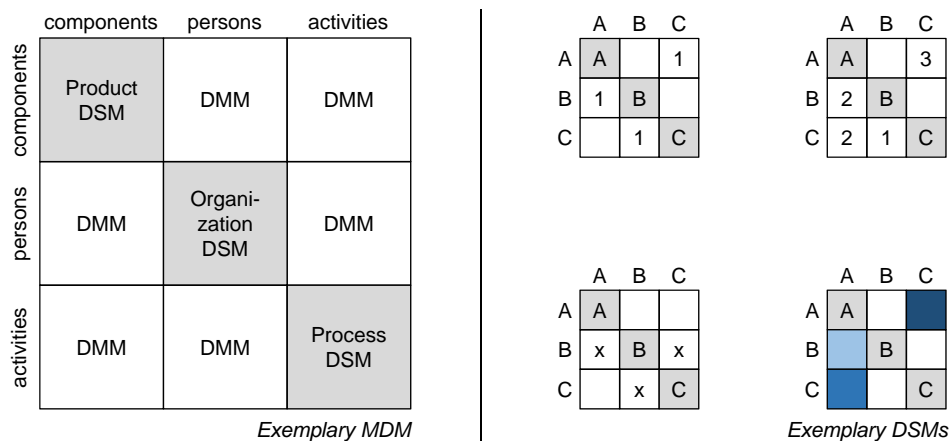 components persons activities
components
Product
DSM
DMM
DMM
persons
DMM
Organi-
zation
DSM
DMM
activities
DMM
DMM
Process
DSM
Exemplary MDM
A B C
A A 1
B 1 B
C 1 C
A B C
A A 3
B 2 B
C 2 1 C
A B C
A A
B x B x
C x C
A B C
A A
B B
C C
Exemplary DSMs